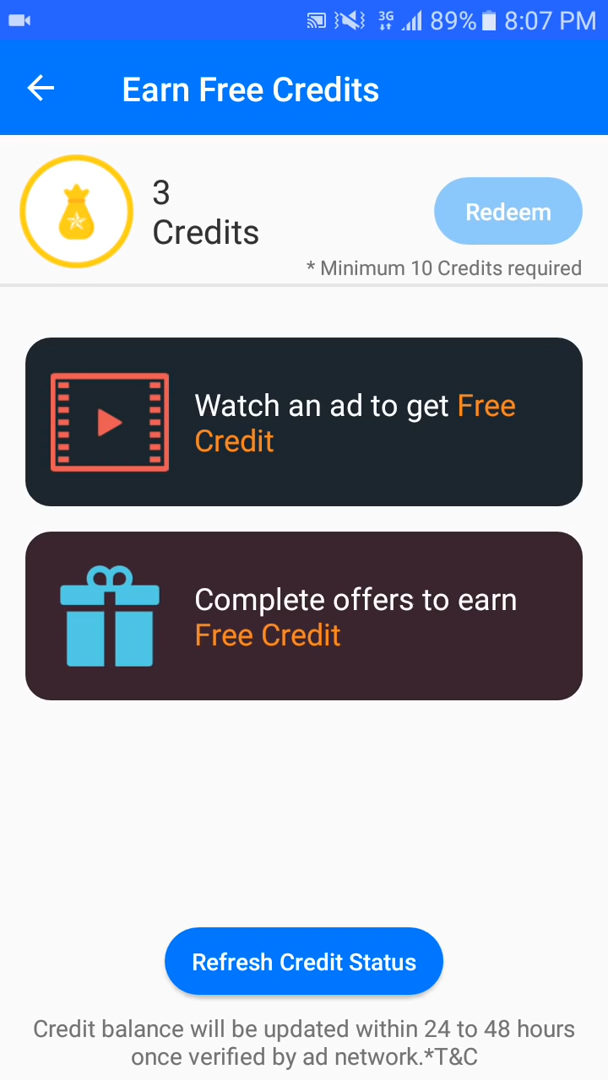 3G 89% 8:07 PM
Earn Free Credits
3
Credits
Redeem
* Minimum 10 Credits required
Watch an ad to get Free
Credit
Complete offers to earn
Free Credit
Refresh Credit Status
Credit balance will be updated within 24 to 48 hours
once verified by ad network.*T&C